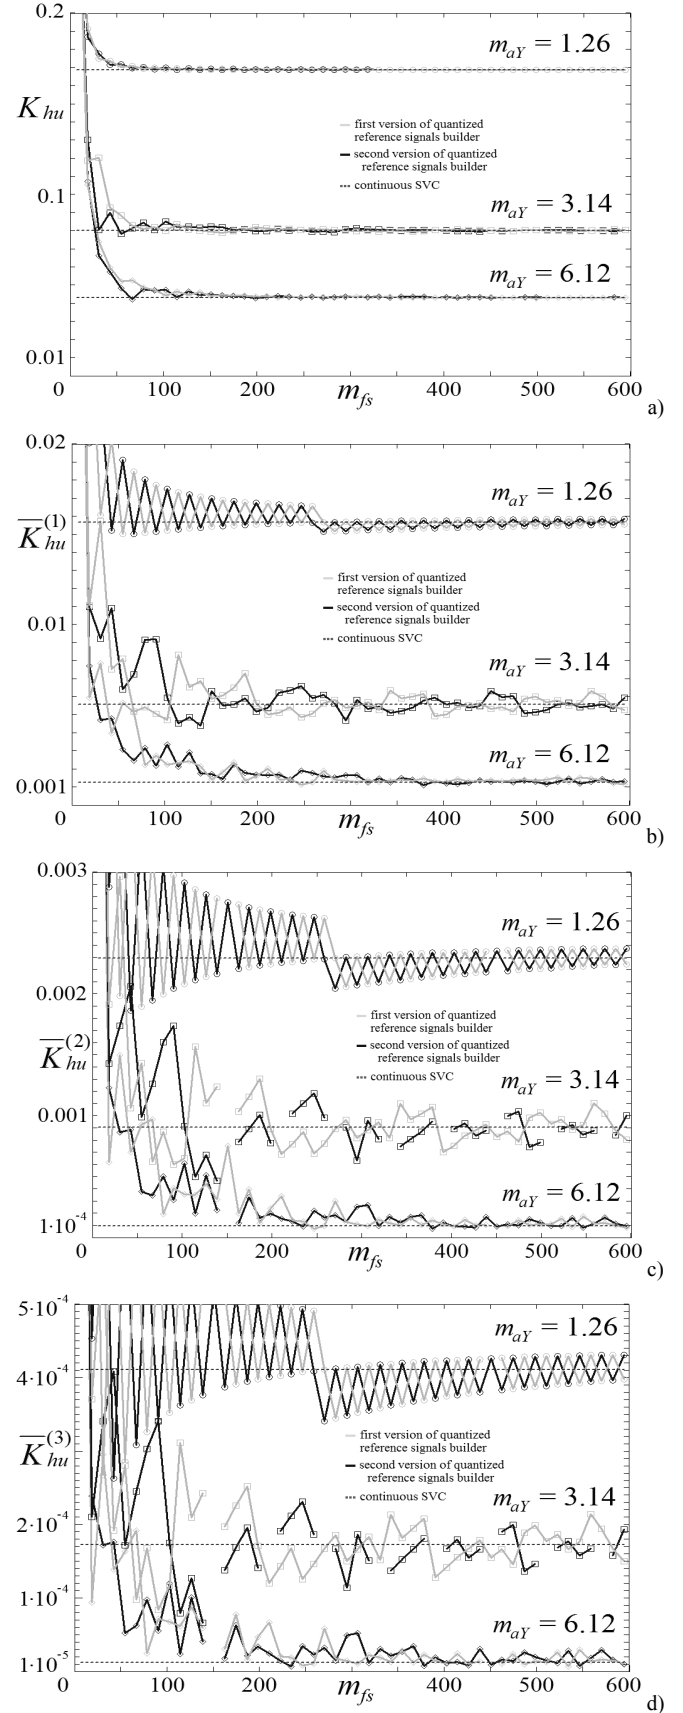 0.2
m_aY = 1.26
K_hu
first version of quantized
reference signals builder
second version of quantized
reference signals builder
continuous SVC
0.1
m_aY = 3.14
m_aY = 6.12
0.01
0 100 200 m_fs 400 500 600
a)
0.02
m_aY = 1.26
K̅_hu^(1)
first version of quantized
reference signals builder
0.01
second version of quantized
reference signals builder
continuous SVC
m_aY = 3.14
m_aY = 6.12
0.001
0 100 200 m_fs 400 500 600
b)
0.003
m_aY = 1.26
0.002
first version of quantized
reference signals builder
K̅_hu^(2)
second version of quantized
reference signals builder
continuous SVC
m_aY = 3.14
0.001
m_aY = 6.12
1·10^-4
0 100 200 m_fs 400 500 600
c)
5·10^-4
m_aY = 1.26
4·10^-4
K̅_hu^(3)
first version of quantized
reference signals builder
second version of quantized
reference signals builder
continuous SVC
m_aY = 3.14
2·10^-4
1·10^-4
m_aY = 6.12
1·10^-5
0 100 200 m_fs 400 500 600
d)